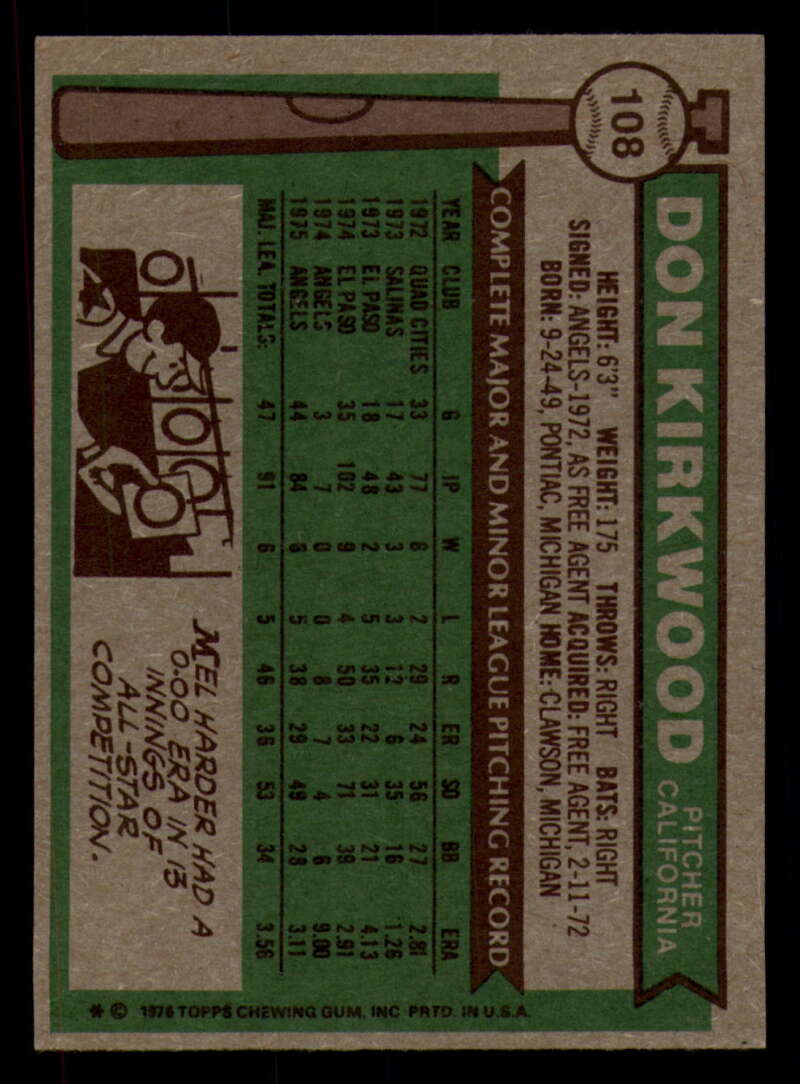 108
DON KIRKWOOD
PITCHER
CALIFORNIA
HEIGHT: 6'3" WEIGHT: 175 THROWS: RIGHT BATS: RIGHT
SIGNED: ANGELS-1972, AS FREE AGENT ACQUIRED: FREE AGENT, 2-11-72
BORN: 9-24-49, PONTIAC, MICHIGAN HOME: CLAWSON, MICHIGAN
COMPLETE MAJOR AND MINOR LEAGUE PITCHING RECORD
YEAR CLUB G IP W L R ER SO BB ERA
1972 QUAD CITIES 33 77 6 2 29 24 56 27 2.81
1973 SALINAS 17 43 3 3 12 6 35 16 1.26
1973 EL PASO 18 48 2 5 35 22 31 21 4.13
1974 EL PASO 35 102 9 4 50 33 71 39 2.91
1974 ANGELS 3 7 0 0 8 7 4 6 9.00
1975 ANGELS 44 84 6 5 38 29 49 28 3.11
MAJ. LEA. TOTALS: 47 91 6 5 46 36 53 34 3.56
MEL HARDER HAD A
0.00 ERA IN 13
INNINGS OF
ALL-STAR
COMPETITION.
* © 1976 TOPPS CHEWING GUM, INC PRTD. IN U.S.A.